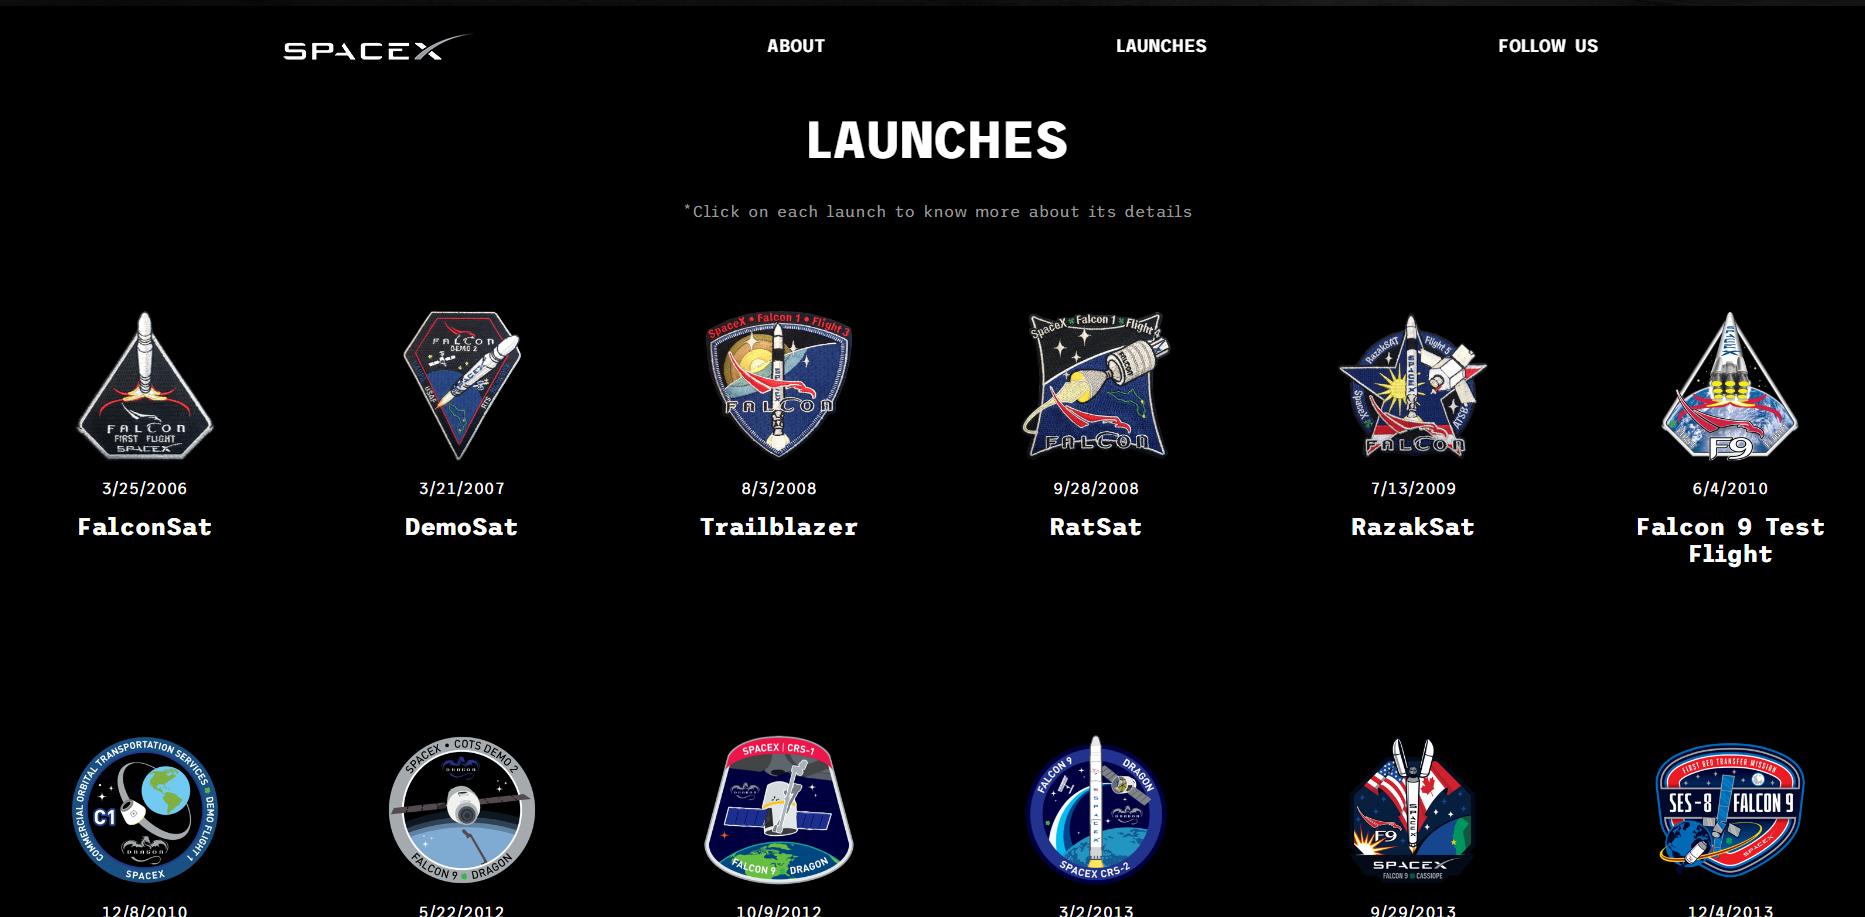 SPACEX
ABOUT
LAUNCHES
FOLLOW US
LAUNCHES
*Click on each launch to know more about its details
FALCON
FIRST FLIGHT
SPACEX
FALCON
DEMO 2
SPACEX
SpaceX • Falcon 1 • Flight 3
FALCON
SpaceX Falcon 1 Flight 4
FALCON
FALCON
RazakSAT Flight 5
SpaceX
ATSB
FALCON
F9
3/25/2006
3/21/2007
8/3/2008
9/28/2008
7/13/2009
6/4/2010
FalconSat
DemoSat
Trailblazer
RatSat
RazakSat
Falcon 9 Test
Flight
COMMERCIAL ORBITAL TRANSPORTATION SERVICES
DEMO FLIGHT 1
C1
DRAGON
SPACEX
SPACEX • COTS DEMO 2
DRAGON
FALCON 9 DRAGON
SPACEX | CRS-1
DRAGON
FALCON 9 DRAGON
FALCON 9
DRAGON
SPACEX
DRAGON
SPACEX CRS-2
F9
SPACEX
FALCON 9 CASSIOPE
SES-8 FALCON 9
SPACEX
12/8/2010
5/22/2012
10/9/2012
3/2/2013
9/29/2013
12/4/2013